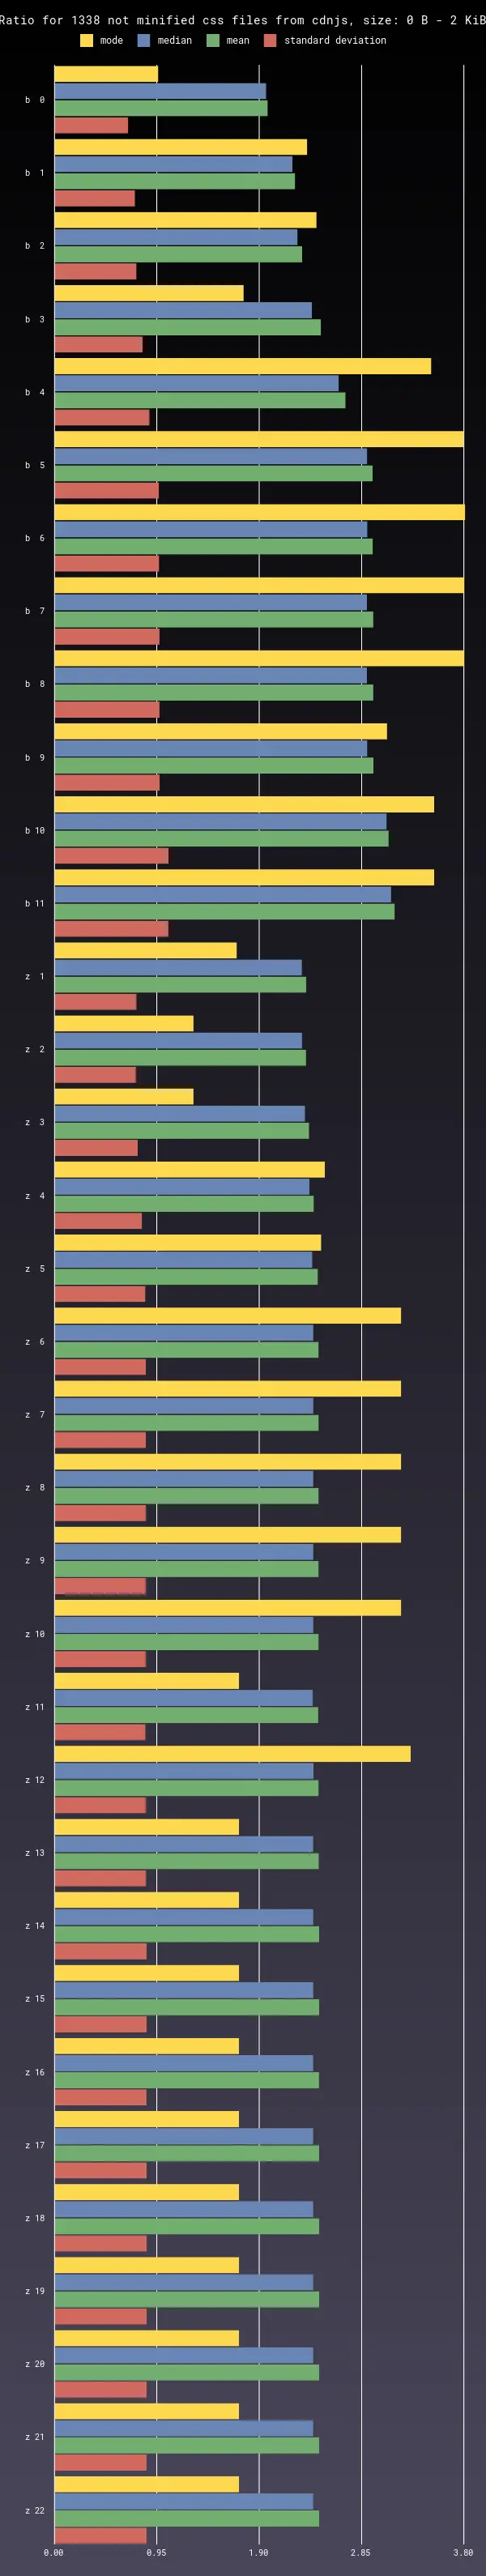 Ratio for 1338 not minified css files from cdnjs, size: 0 B - 2 KiB
mode median mean standard deviation
b 0
b 1
b 2
b 3
b 4
b 5
b 6
b 7
b 8
b 9
b 10
b 11
z 1
z 2
z 3
z 4
z 5
z 6
z 7
z 8
z 9
z 10
z 11
z 12
z 13
z 14
z 15
z 16
z 17
z 18
z 19
z 20
z 21
z 22
0.00 0.95 1.90 2.85 3.80